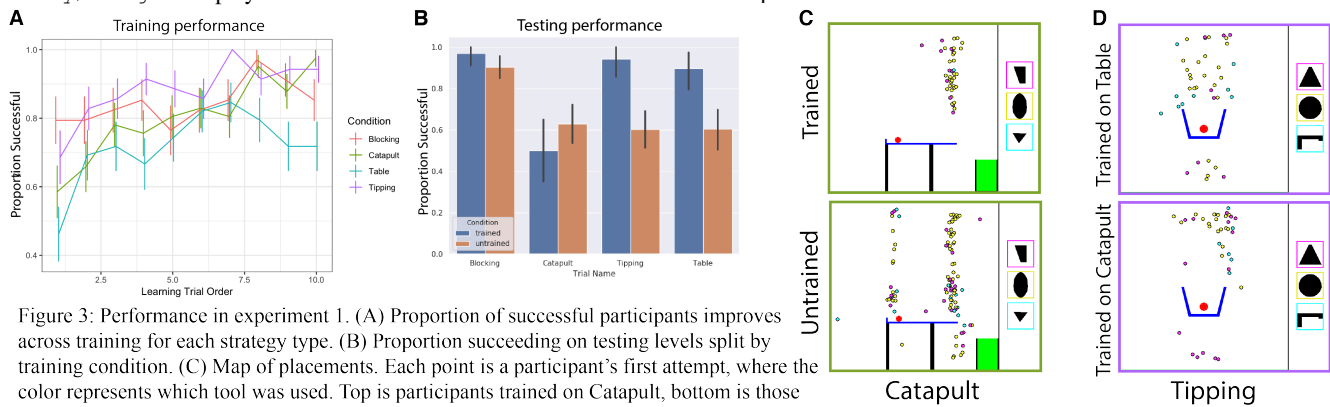 A
Training performance
Proportion Successful
1.0
0.8
0.6
0.4
2.5
5.0
7.5
10.0
Learning Trial Order
Condition
Blocking
Catapult
Table
Tipping
B
Testing performance
Proportion Successful
1.0
0.8
0.6
0.4
0.2
0.0
Condition
trained
untrained
Blocking
Catapult
Tipping
Table
Trial Name
C
Trained
Untrained
Catapult
D
Trained on Table
Trained on Catapult
Tipping
Figure 3: Performance in experiment 1. (A) Proportion of successful participants improves
across training for each strategy type. (B) Proportion succeeding on testing levels split by
training condition. (C) Map of placements. Each point is a participant's first attempt, where the
color represents which tool was used. Top is participants trained on Catapult, bottom is those